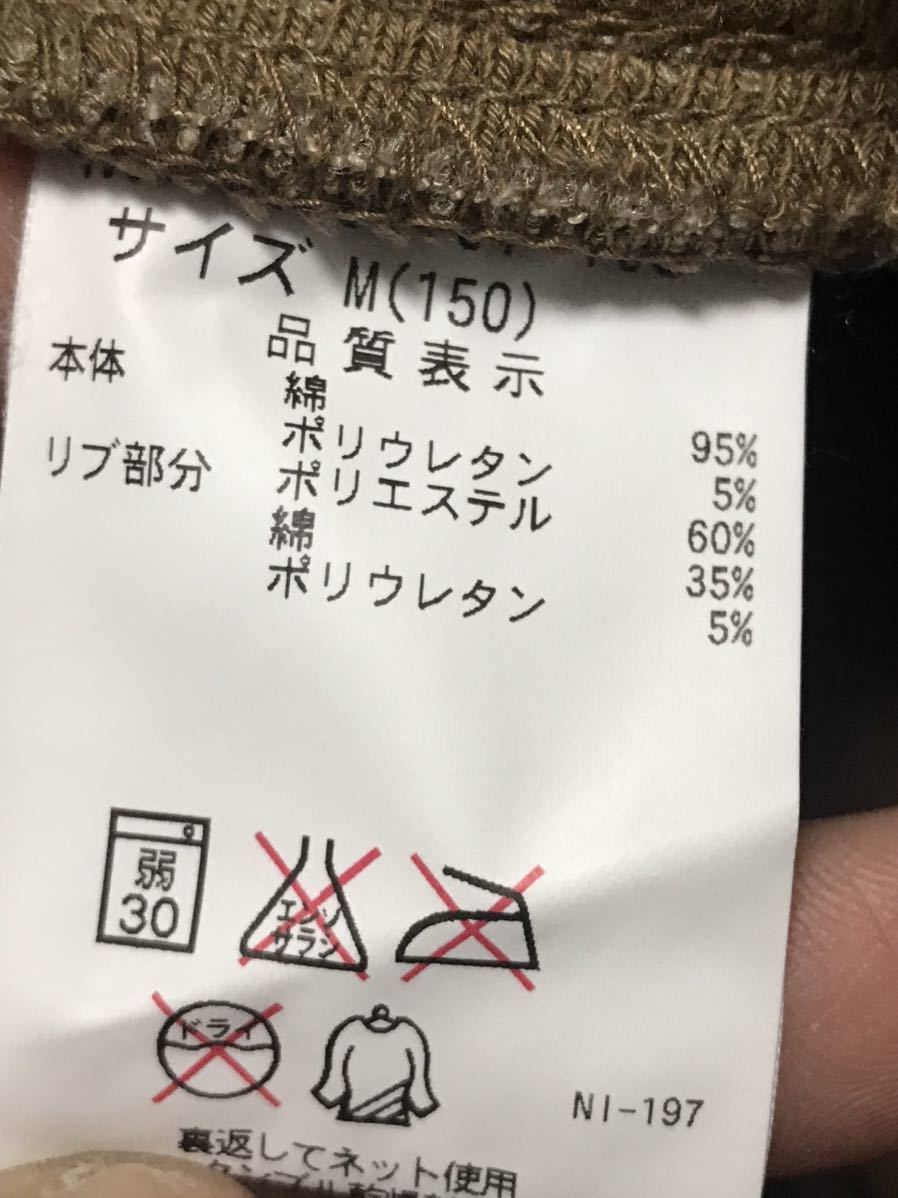 サイズ M(150)
品質表示
本体 綿 95%
ポリウレタン 5%
リブ部分 ポリエステル 60%
綿 35%
ポリウレタン 5%
弱
30
エンソ
サラシ
ドライ
NI-197
裏返してネット使用